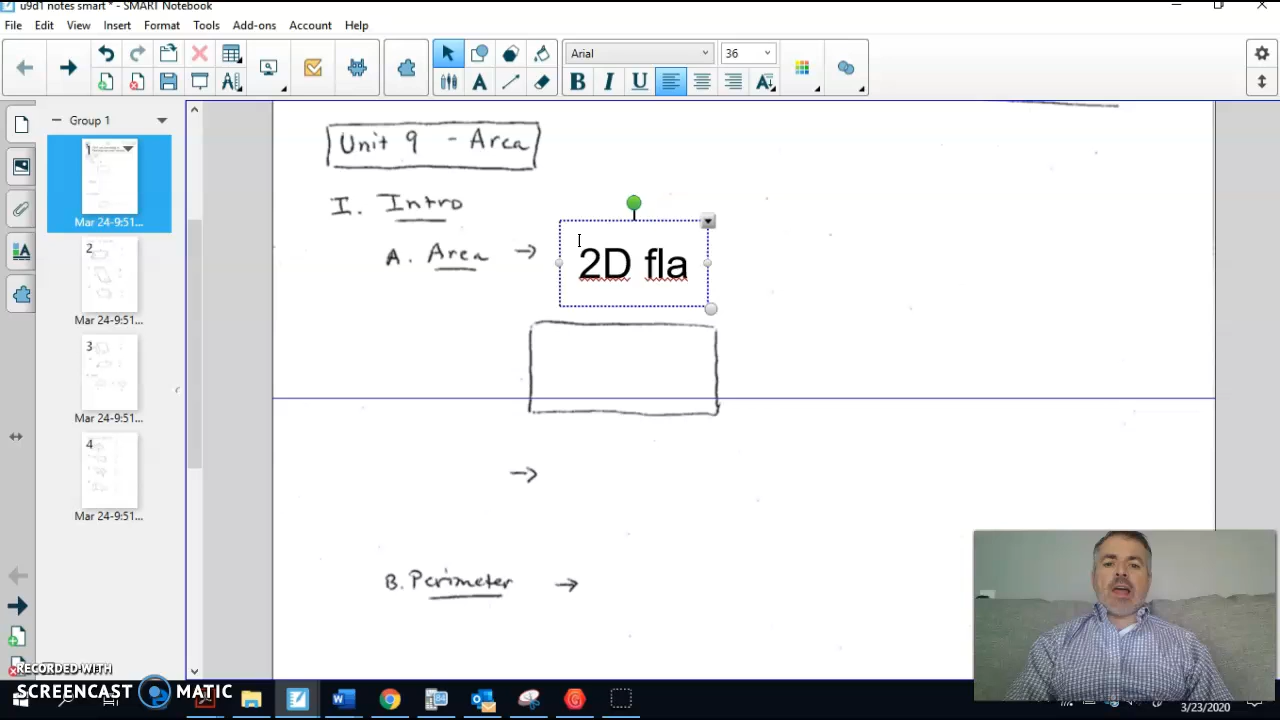 u9d1 notes smart * - SMART Notebook
File Edit View Insert Format Tools Add-ons Account Help
Arial 36
B I U A
Group 1
1
Mar 24-9:51...
2
Mar 24-9:51...
3
Mar 24-9:51...
4
Mar 24-9:51...
Unit 9 - Area
I. Intro
A. Area →
2D fla
→
B. Perimeter →
RECORDED WITH
SCREENCAST MATIC
3/23/2020